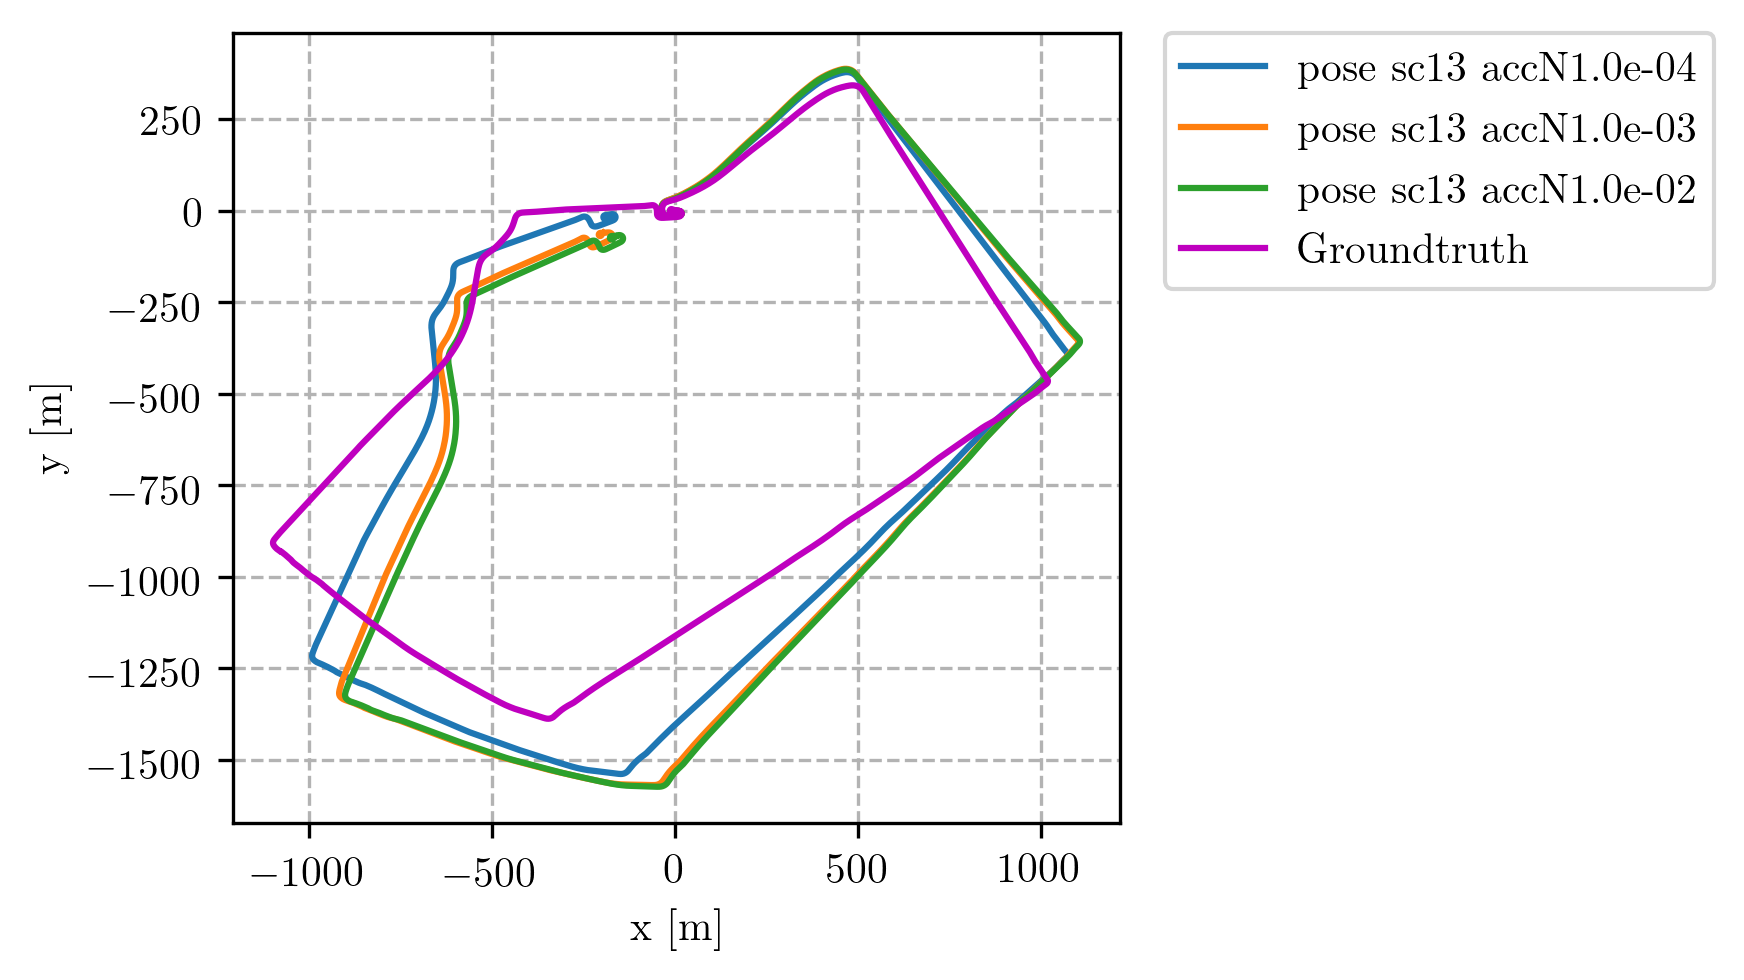 250
0
−250
−500
−750
−1000
−1250
−1500
y [m]
−1000
−500
0
500
1000
x [m]
pose sc13 accN1.0e-04
pose sc13 accN1.0e-03
pose sc13 accN1.0e-02
Groundtruth